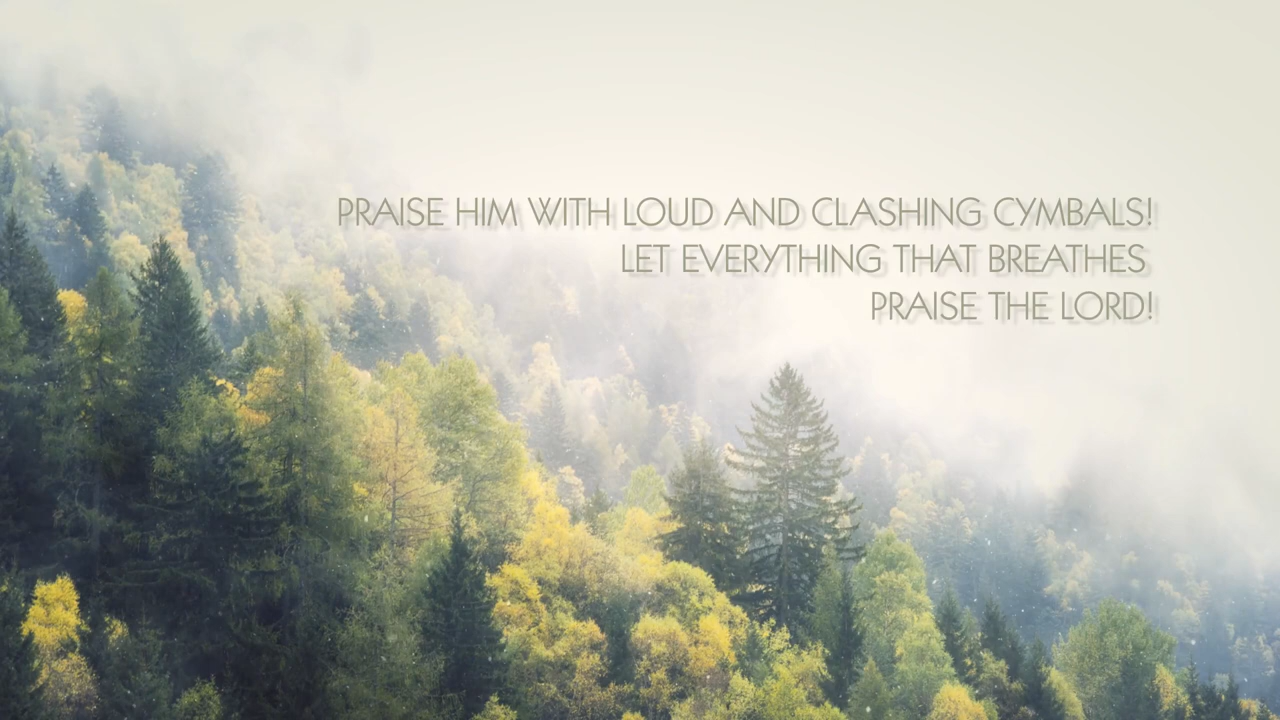 PRAISE HIM WITH LOUD AND CLASHING CYMBALS!
LET EVERYTHING THAT BREATHES
PRAISE THE LORD!